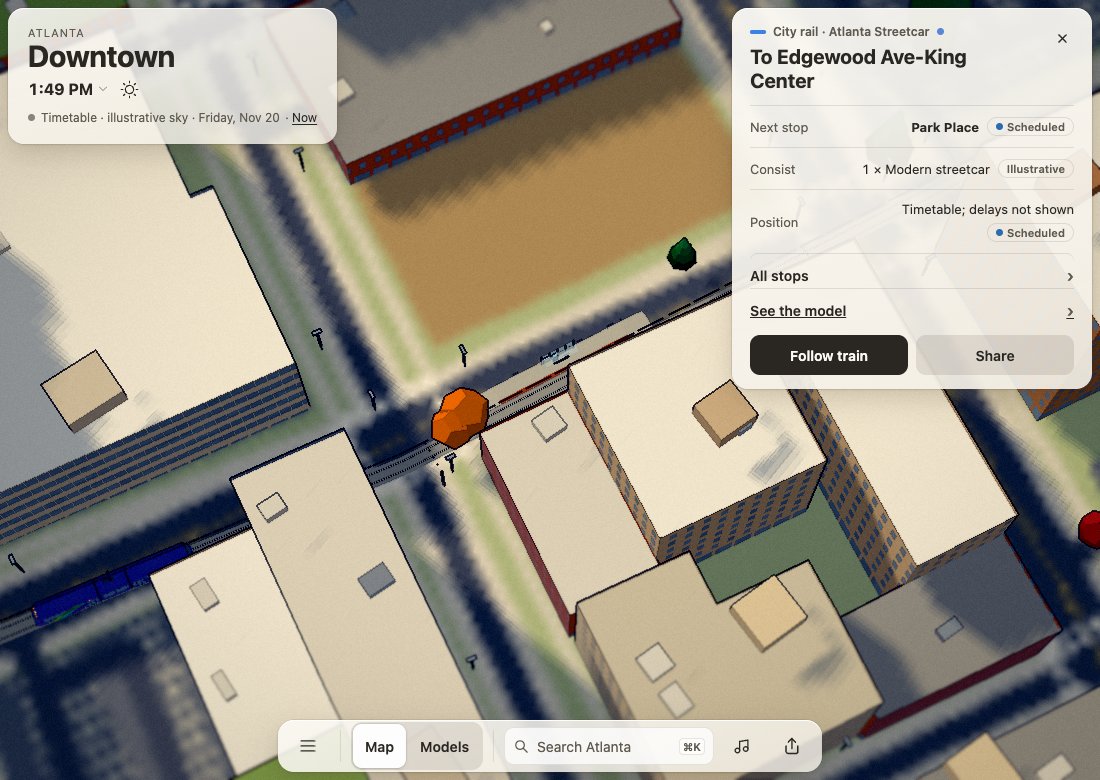 ATLANTA
Downtown
1:49 PM
Timetable · illustrative sky · Friday, Nov 20 · Now
City rail · Atlanta Streetcar
To Edgewood Ave-King
Center
Next stop
Park Place
Scheduled
Consist
1 × Modern streetcar
Illustrative
Position
Timetable; delays not shown
Scheduled
All stops
See the model
Follow train
Share
Map
Models
Search Atlanta
⌘K